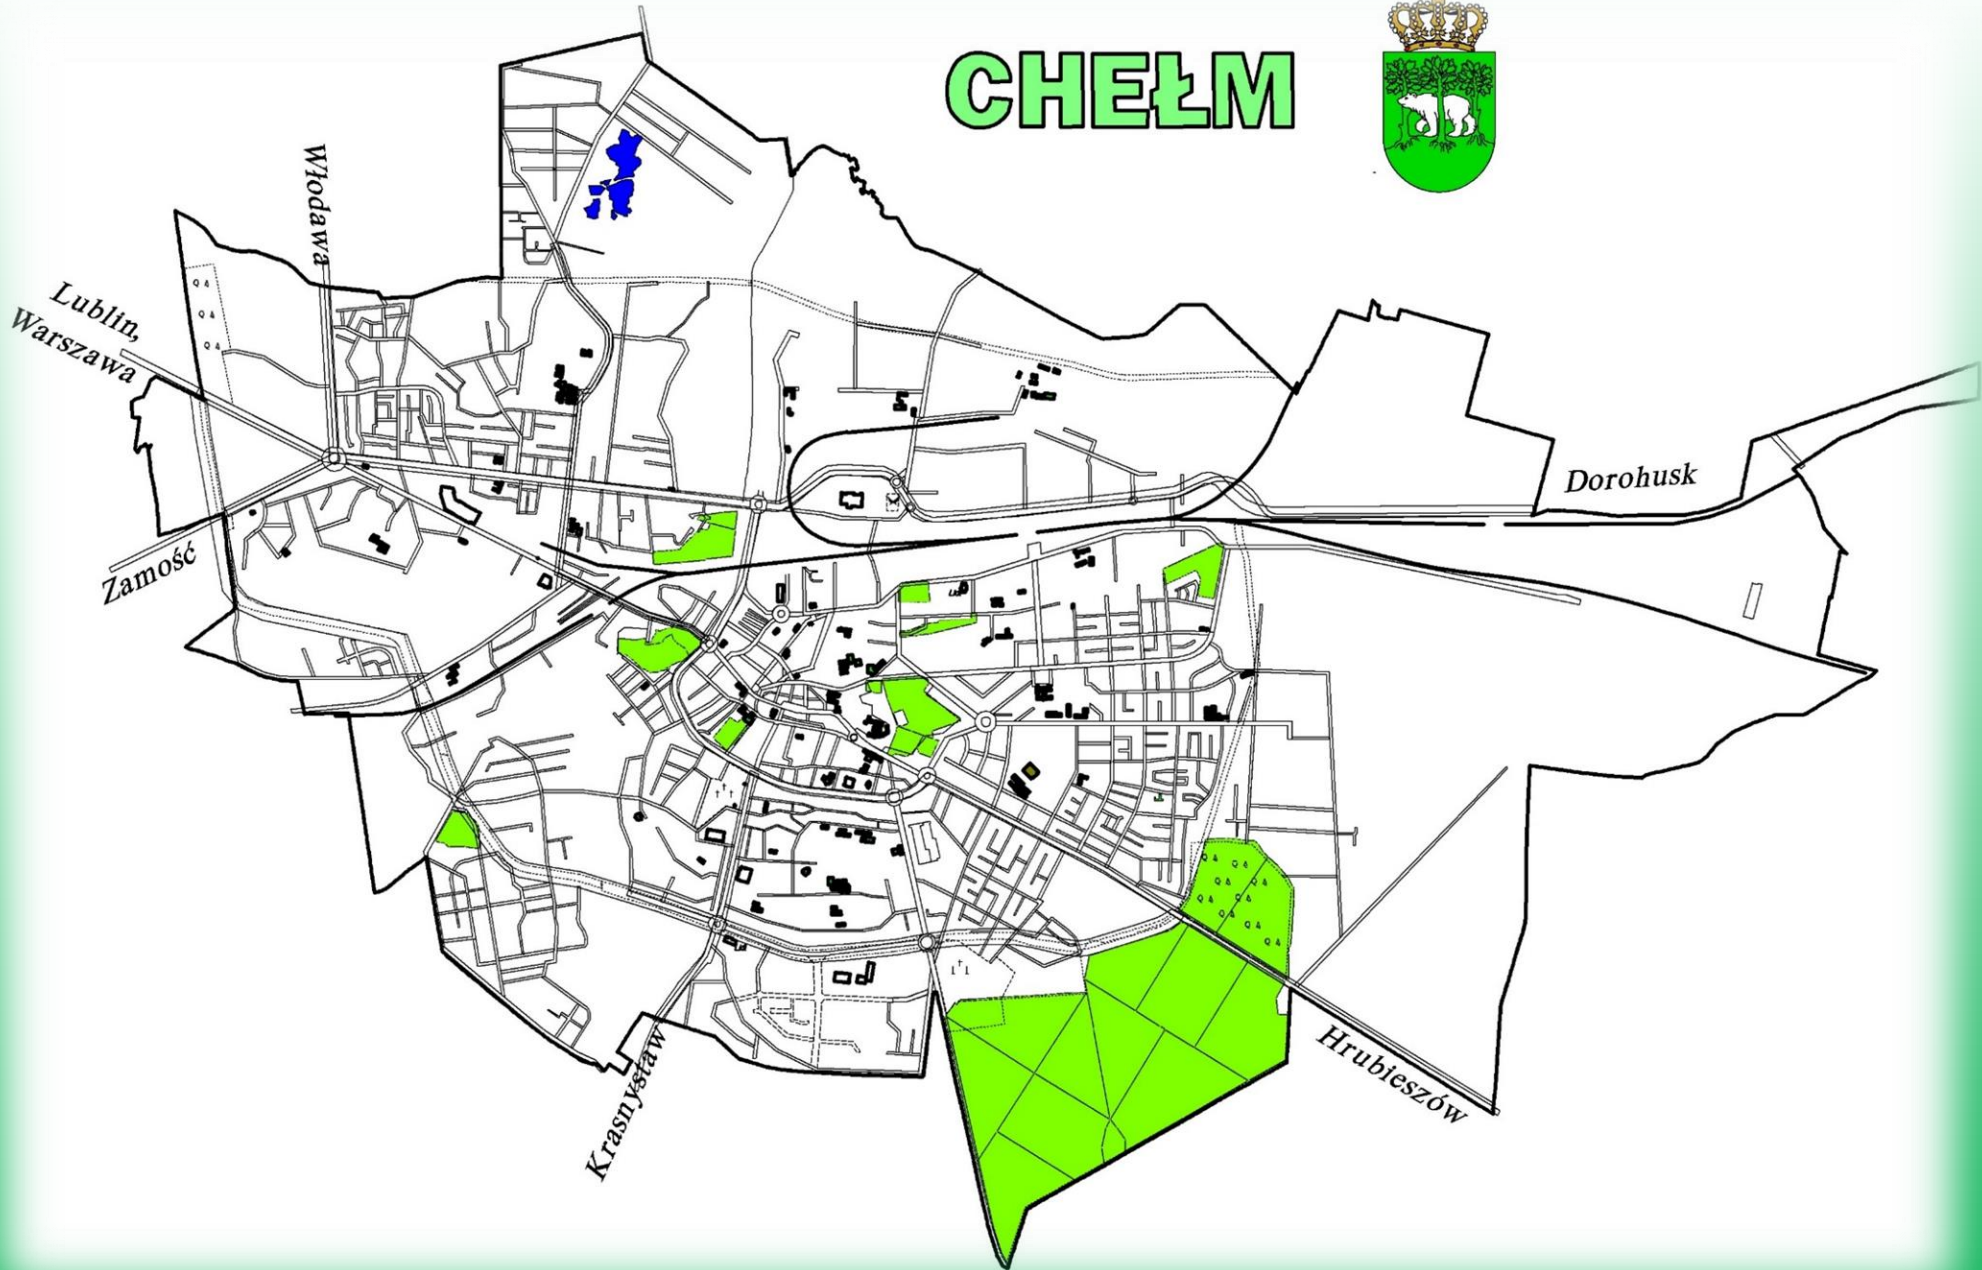 CHEŁM
Włodawa
Lublin,
Warszawa
Dorohusk
Zamość
Hrubieszów
Krasnystaw